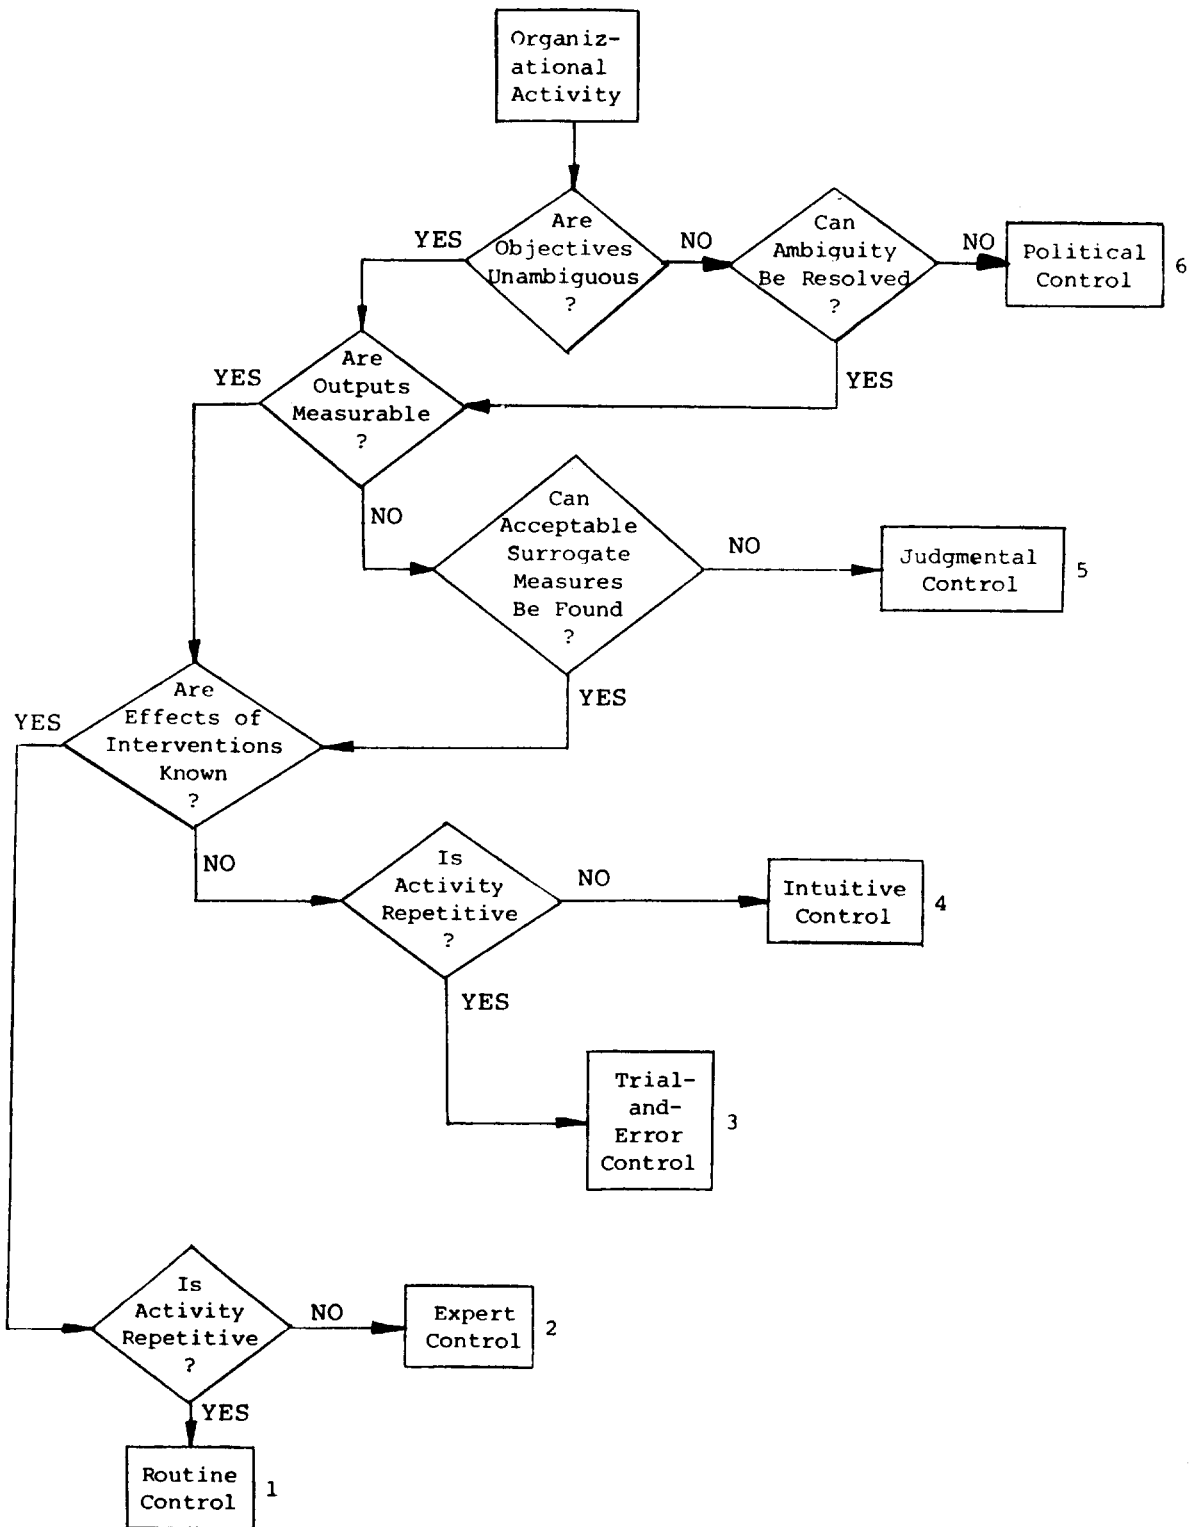 Organiz-
ational
Activity
Are
Objectives
Unambiguous
?
YES
NO
Can
Ambiguity
Be Resolved
?
NO
Political
Control
6
YES
Are
Outputs
Measurable
?
YES
NO
Can
Acceptable
Surrogate
Measures
Be Found
?
NO
Judgmental
Control
5
YES
Are
Effects of
Interventions
Known
?
YES
NO
Is
Activity
Repetitive
?
NO
Intuitive
Control
4
YES
Trial-
and-
Error
Control
3
Is
Activity
Repetitive
?
NO
Expert
Control
2
YES
Routine
Control
1